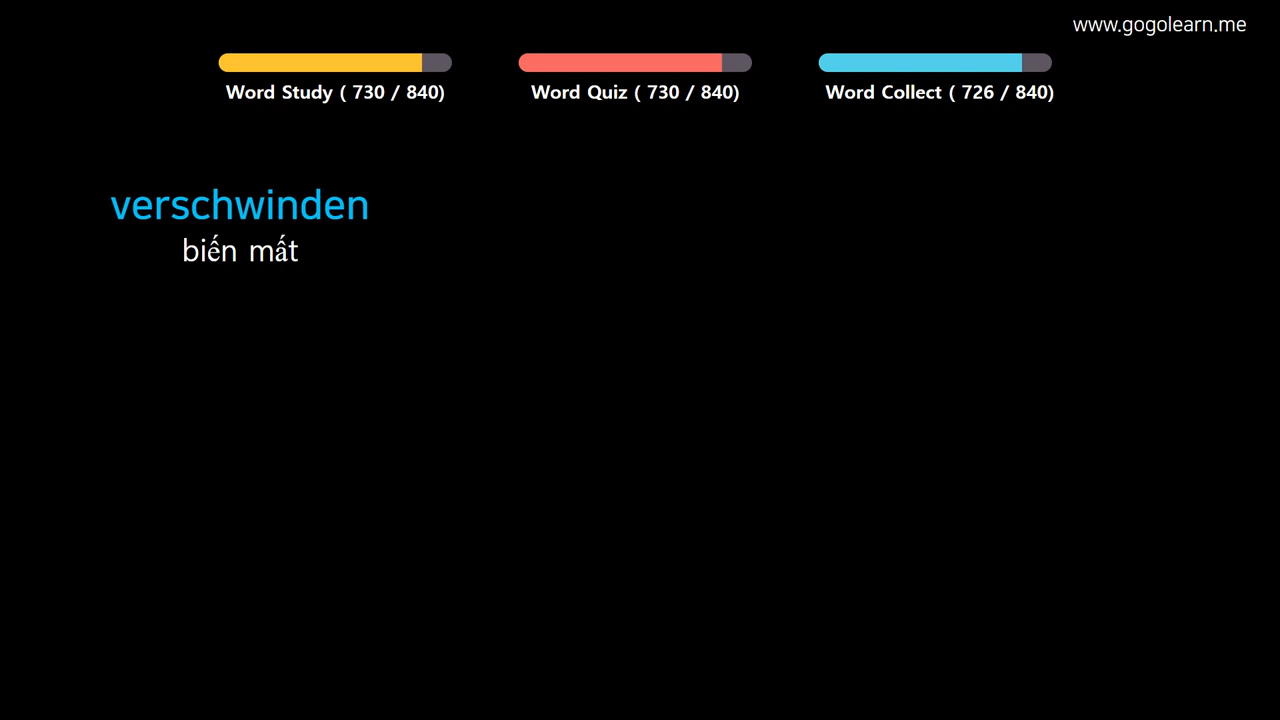 www.gogolearn.me
Word Study ( 730 / 840)
Word Quiz ( 730 / 840)
Word Collect ( 726 / 840)
verschwinden
biến mất